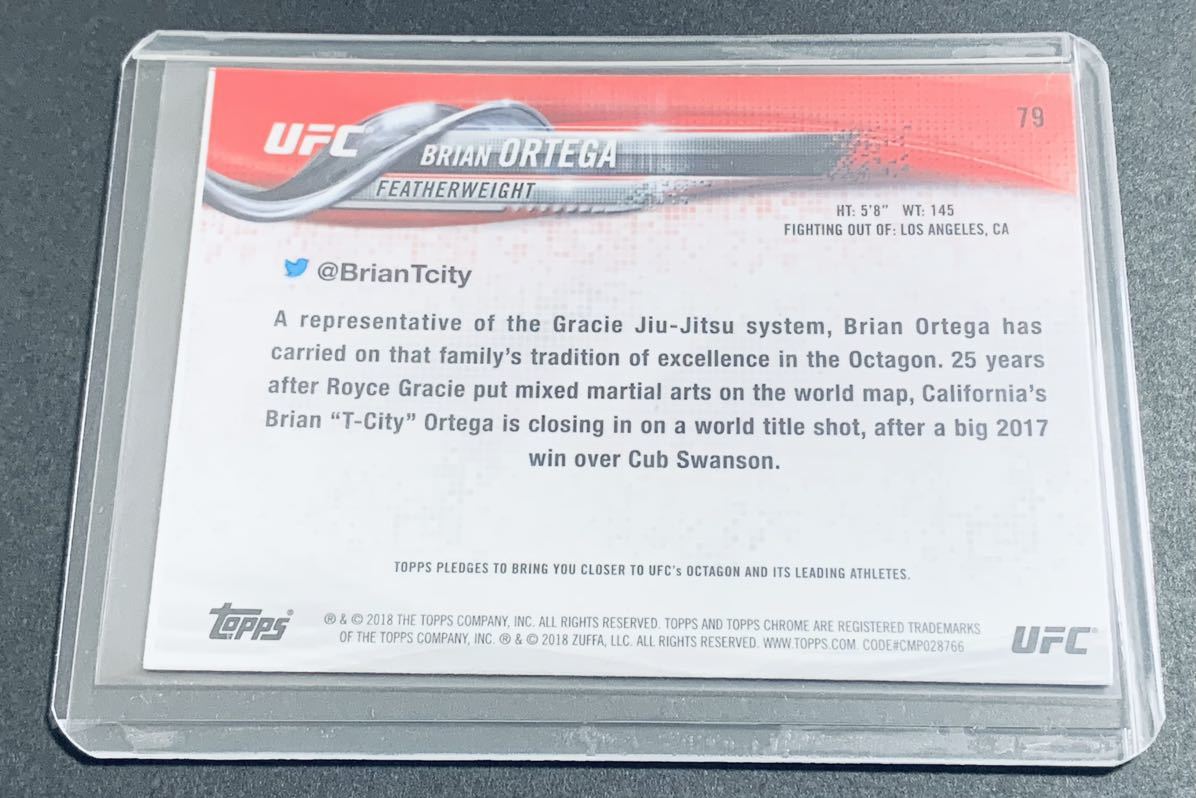 79
UFC
BRIAN ORTEGA
FEATHERWEIGHT
HT: 5'8" WT: 145
FIGHTING OUT OF: LOS ANGELES, CA
@BrianTcity
A representative of the Gracie Jiu-Jitsu system, Brian Ortega has
carried on that family's tradition of excellence in the Octagon. 25 years
after Royce Gracie put mixed martial arts on the world map, California's
Brian “T-City” Ortega is closing in on a world title shot, after a big 2017
win over Cub Swanson.
TOPPS PLEDGES TO BRING YOU CLOSER TO UFC's OCTAGON AND ITS LEADING ATHLETES.
Topps®
® & © 2018 THE TOPPS COMPANY, INC. ALL RIGHTS RESERVED. TOPPS AND TOPPS CHROME ARE REGISTERED TRADEMARKS
OF THE TOPPS COMPANY, INC. ® & © 2018 ZUFFA, LLC. ALL RIGHTS RESERVED. WWW.TOPPS.COM. CODE#CMP028766
UFC®